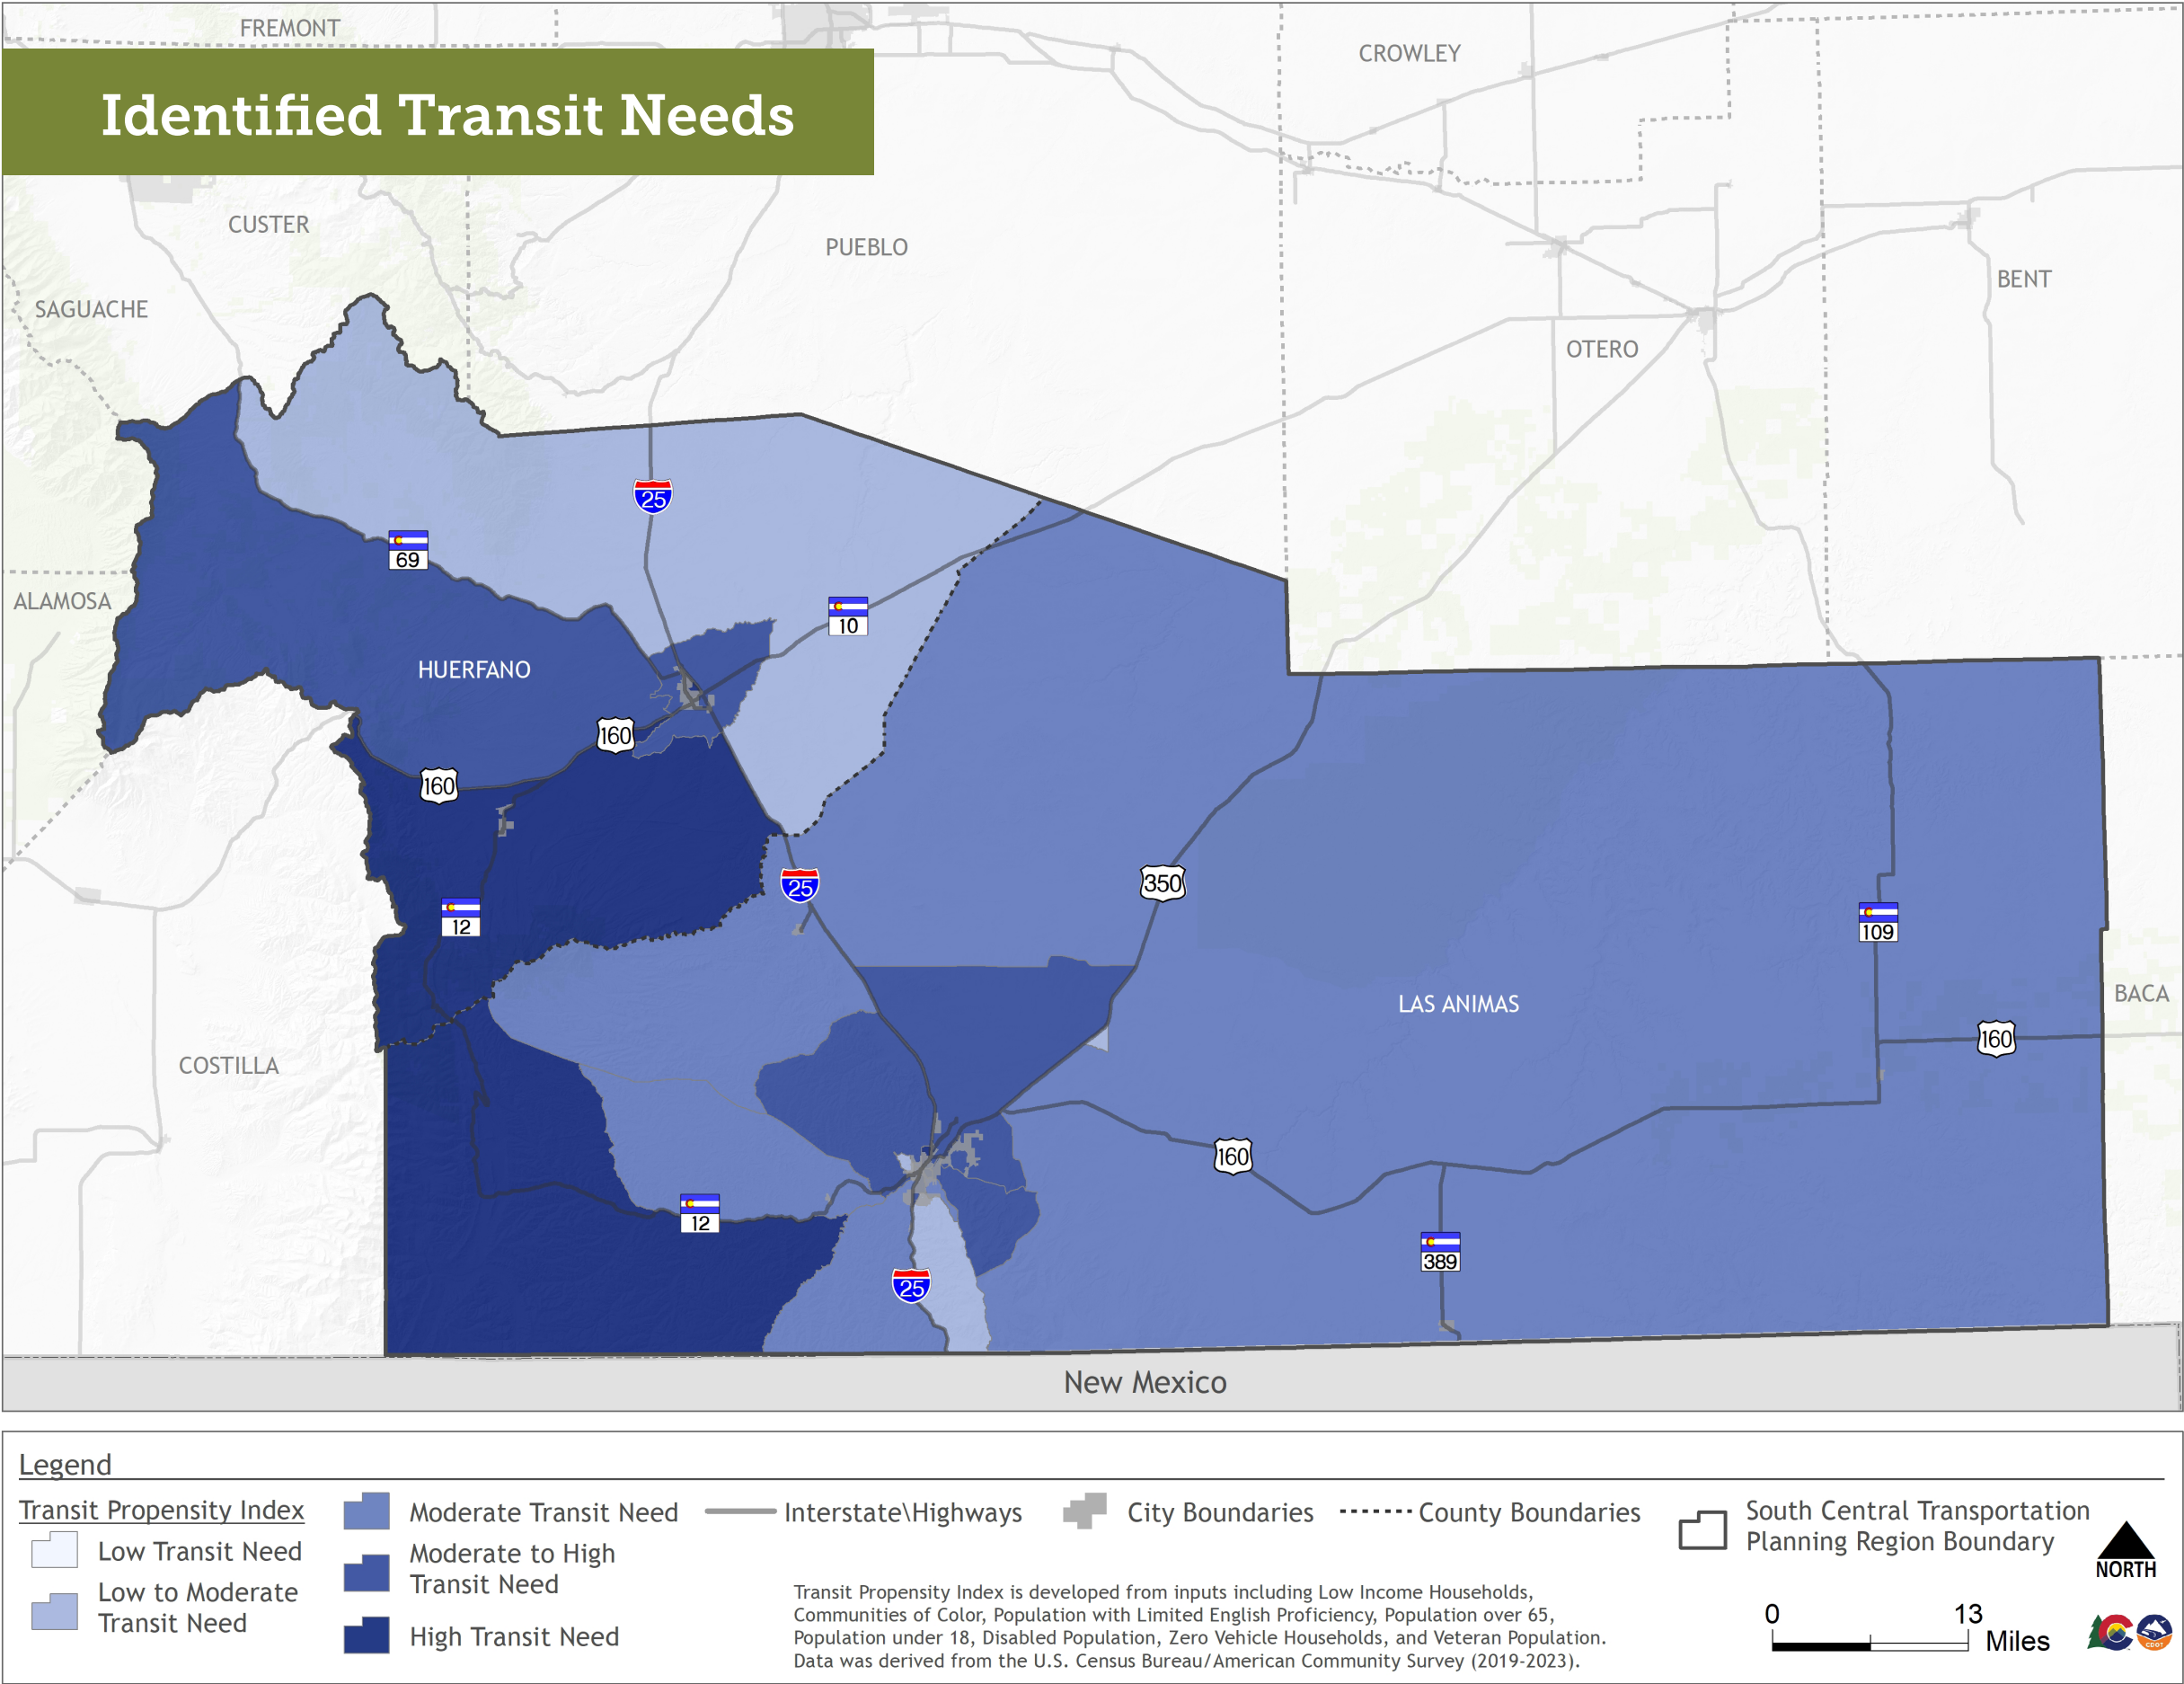 FREMONT
CROWLEY
Identified Transit Needs
CUSTER
PUEBLO
BENT
SAGUACHE
OTERO
25
69
ALAMOSA
10
HUERFANO
160
160
25
350
12
109
BACA
LAS ANIMAS
160
COSTILLA
160
12
389
25
New Mexico
Legend
Transit Propensity Index
Low Transit Need
Low to Moderate
Transit Need
Moderate Transit Need
Moderate to High
Transit Need
High Transit Need
Interstate\Highways
City Boundaries
County Boundaries
South Central Transportation
Planning Region Boundary
NORTH
Transit Propensity Index is developed from inputs including Low Income Households,
Communities of Color, Population with Limited English Proficiency, Population over 65,
Population under 18, Disabled Population, Zero Vehicle Households, and Veteran Population.
Data was derived from the U.S. Census Bureau/American Community Survey (2019-2023).
0 13
Miles
CDOT